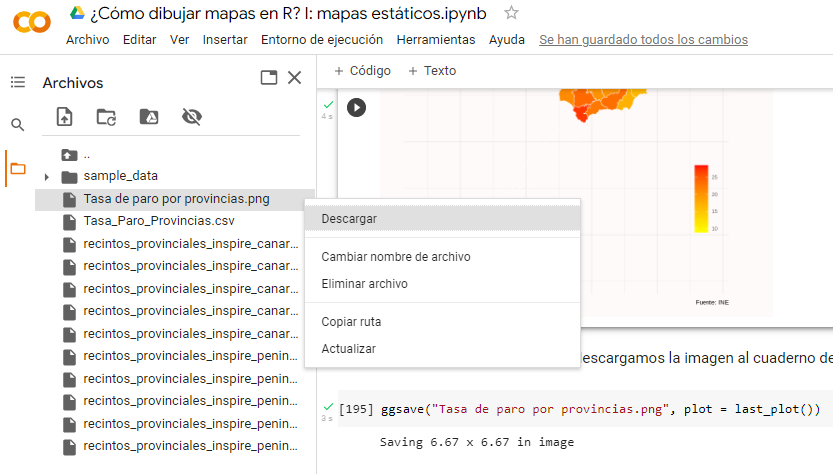 ¿Cómo dibujar mapas en R? I: mapas estáticos.ipynb
Archivo Editar Ver Insertar Entorno de ejecución Herramientas Ayuda Se han guardado todos los cambios
Archivos
+ Código + Texto
4 s
..
sample_data
Tasa de paro por provincias.png
Tasa_Paro_Provincias.csv
recintos_provinciales_inspire_canar...
recintos_provinciales_inspire_canar...
recintos_provinciales_inspire_canar...
recintos_provinciales_inspire_canar...
recintos_provinciales_inspire_canar...
recintos_provinciales_inspire_penin...
recintos_provinciales_inspire_penin...
recintos_provinciales_inspire_penin...
recintos_provinciales_inspire_penin...
recintos_provinciales_inspire_penin...
Descargar
Cambiar nombre de archivo
Eliminar archivo
Copiar ruta
Actualizar
25
20
15
10
Fuente: INE
escargamos la imagen al cuaderno de
3 s
[195] ggsave("Tasa de paro por provincias.png", plot = last_plot())
Saving 6.67 x 6.67 in image